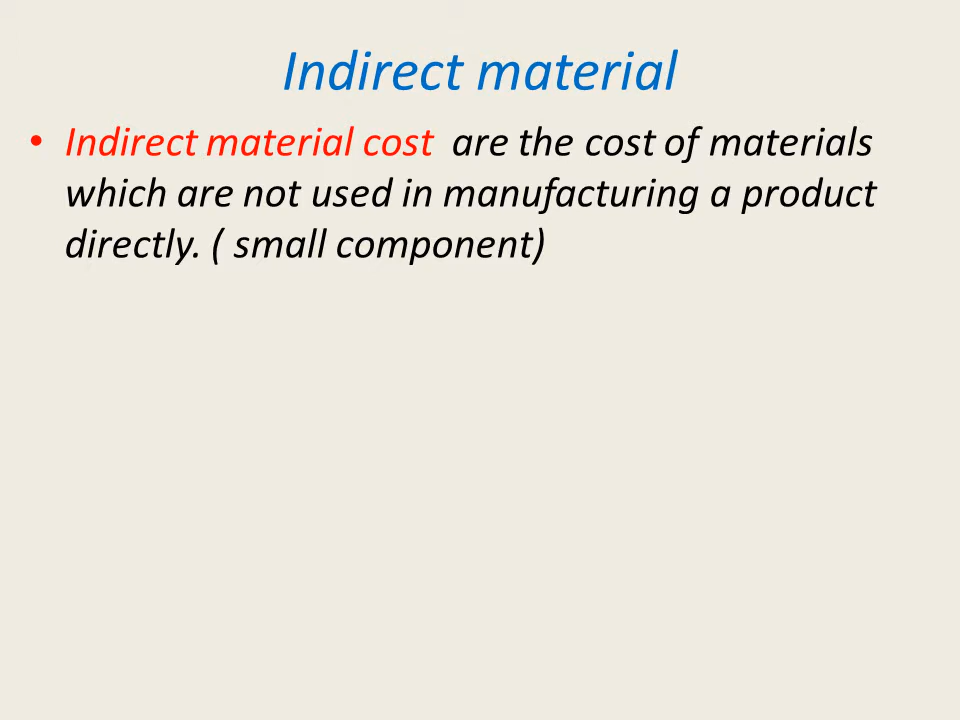 Indirect material
• Indirect material cost  are the cost of materials
which are not used in manufacturing a product
directly. ( small component)